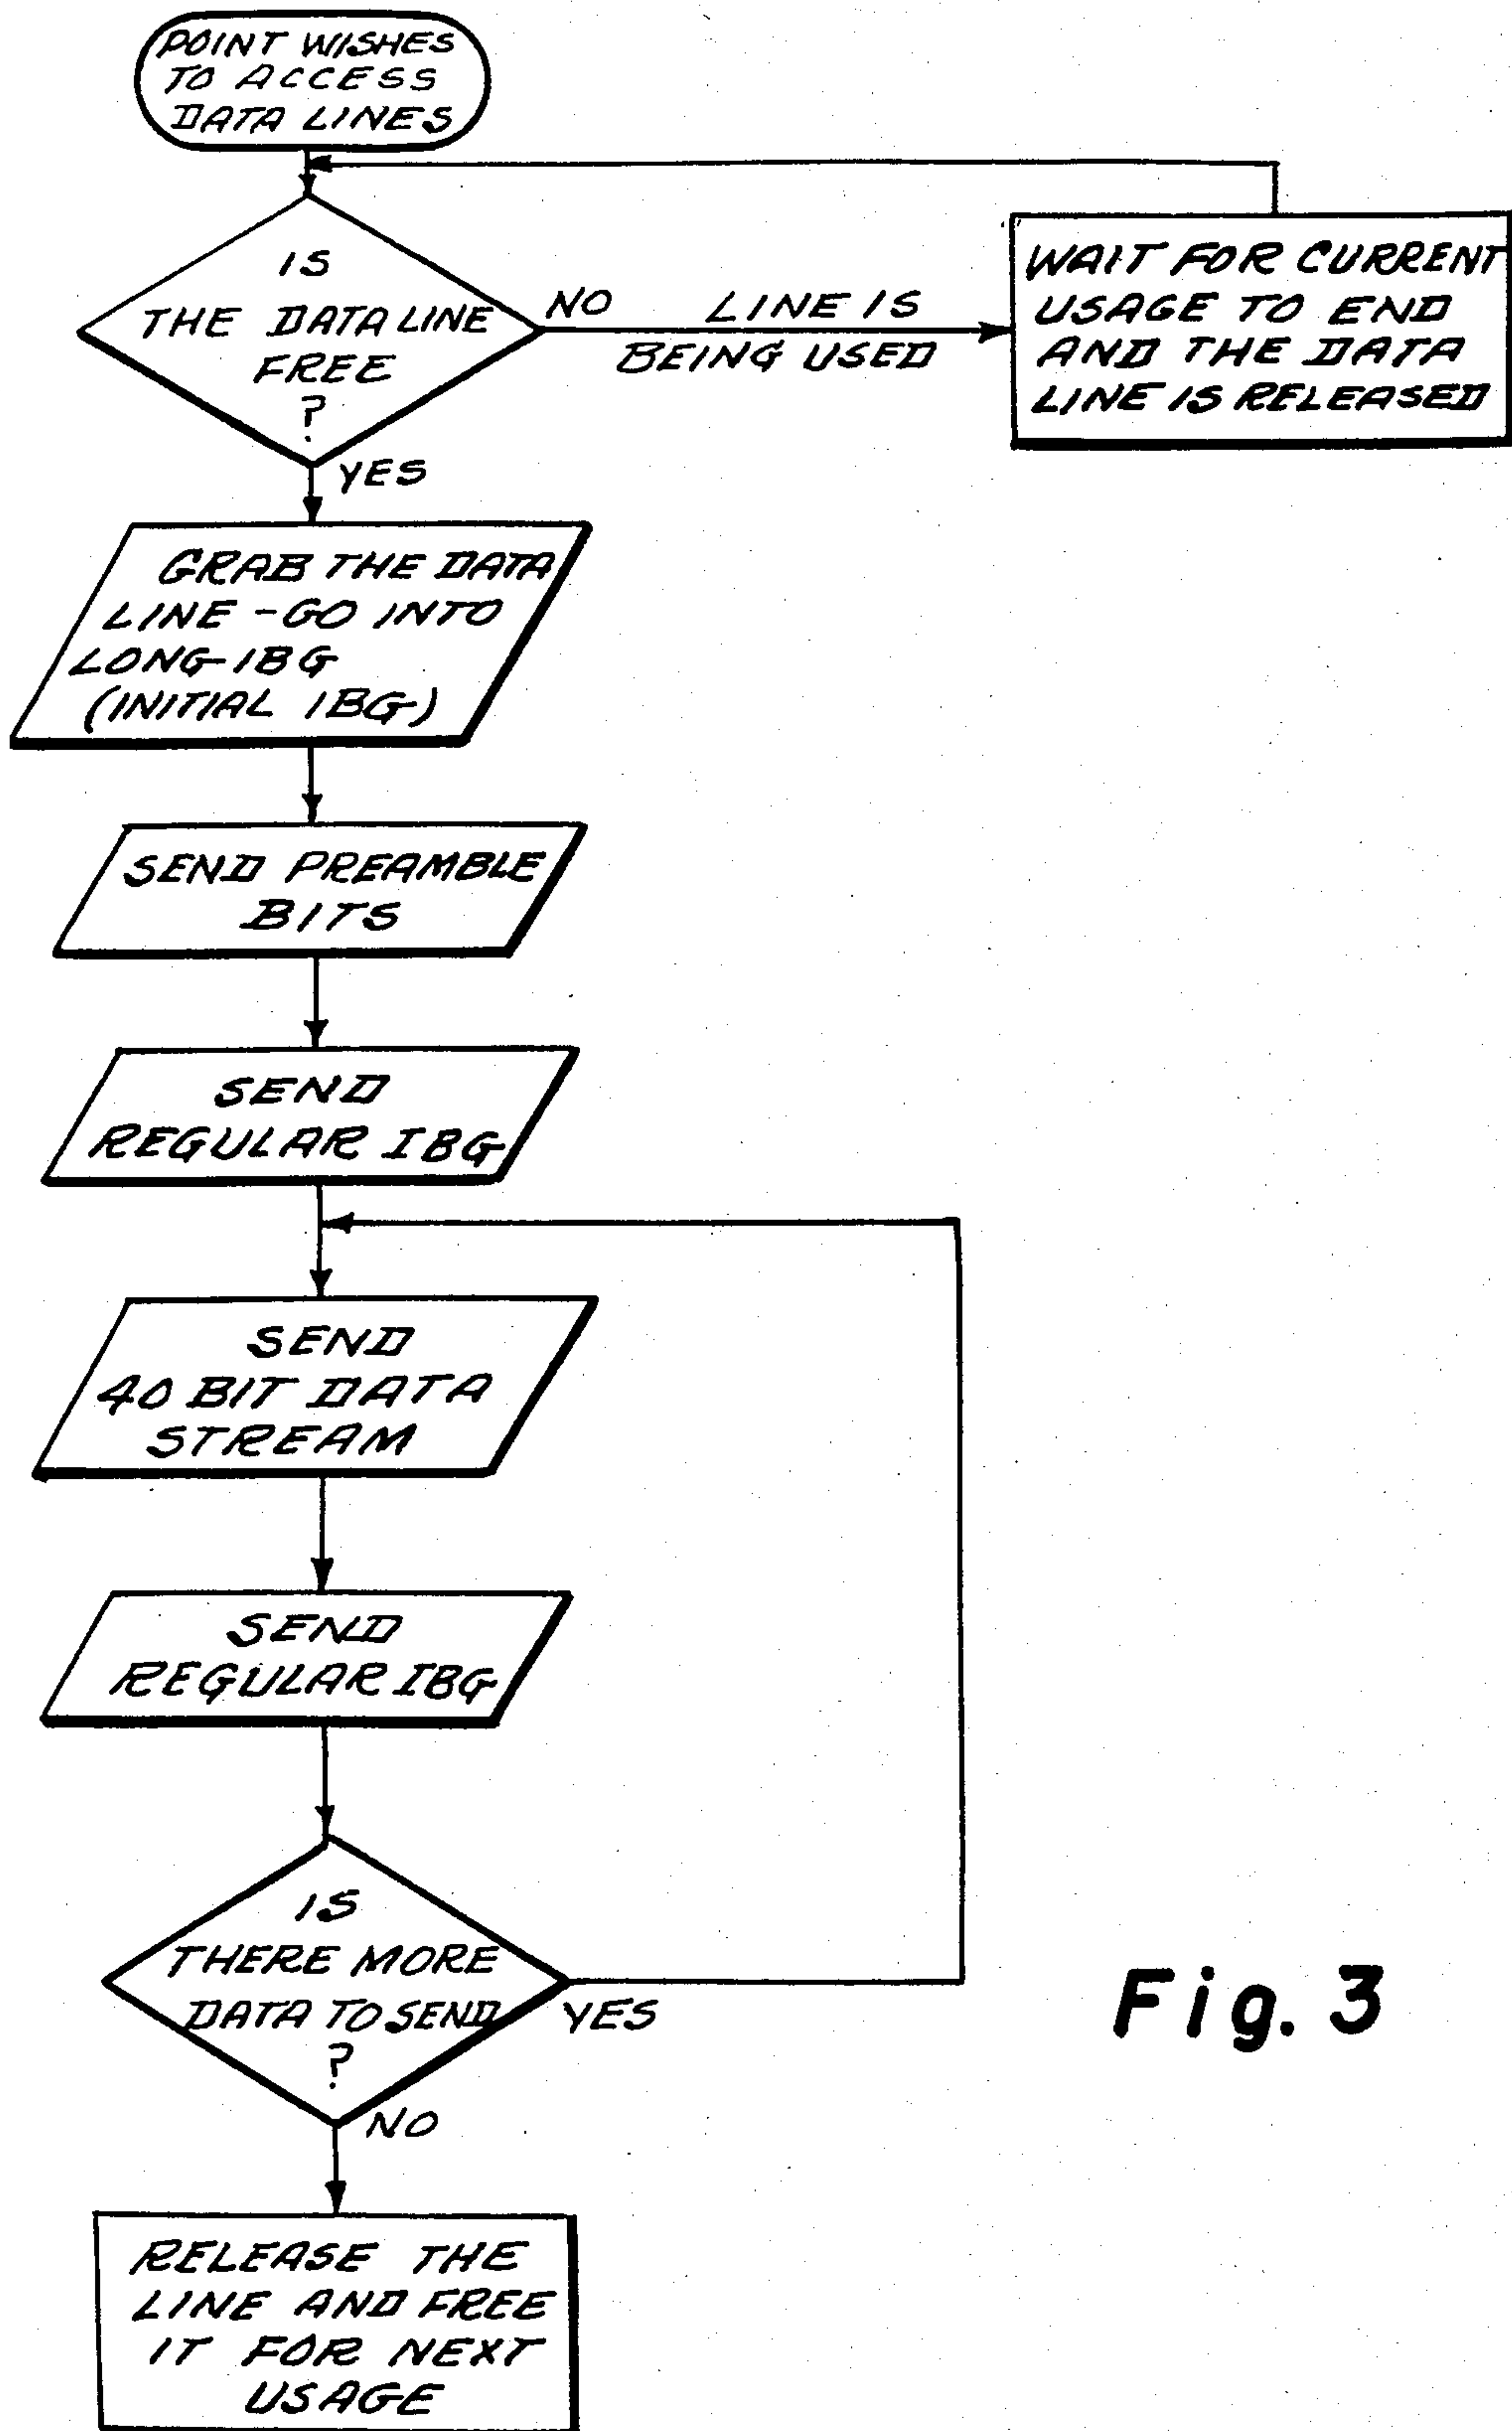 POINT WISHES
TO ACCESS
DATA LINES
IS
THE DATA LINE
FREE
?
NO
LINE IS
BEING USED
WAIT FOR CURRENT
USAGE TO END
AND THE DATA
LINE IS RELEASED
YES
GRAB THE DATA
LINE - GO INTO
LONG-IBG
(INITIAL IBG)
SEND PREAMBLE
BITS
SEND
REGULAR IBG
SEND
40 BIT DATA
STREAM
SEND
REGULAR IBG
IS
THERE MORE
DATA TO SEND
?
YES
NO
RELEASE THE
LINE AND FREE
IT FOR NEXT
USAGE
Fig. 3